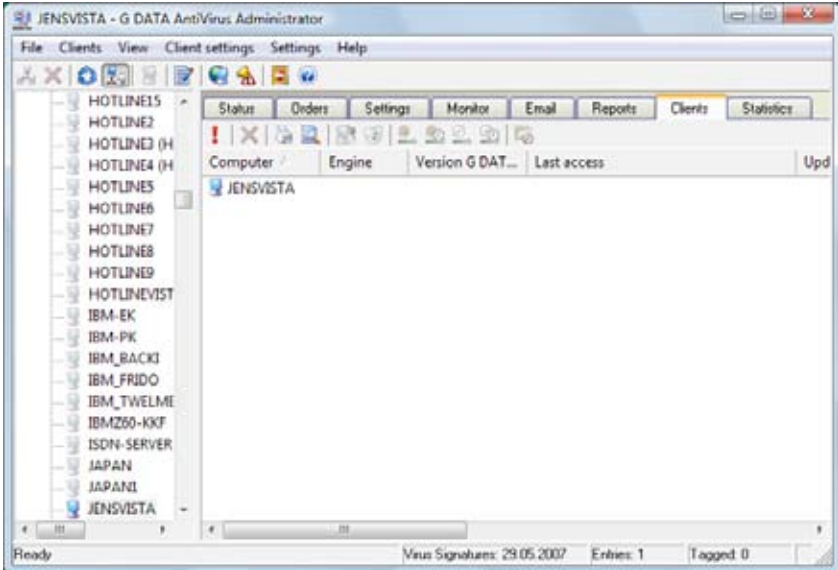 JENSVISTA - G DATA AntiVirus Administrator
File Clients View Client settings Settings Help
Status Orders Settings Monitor Email Reports Clients Statistics
Computer Engine Version G DAT... Last access Upd
JENSVISTA
HOTLINE15
HOTLINE2
HOTLINE3 (H
HOTLINE4 (H
HOTLINE5
HOTLINE6
HOTLINE7
HOTLINE8
HOTLINE9
HOTLINEVIST
IBM-EK
IBM-PK
IBM_BACKI
IBM_FRIDO
IBM_TWELME
IBMZ60-KKF
ISDN-SERVER
JAPAN
JAPAN1
JENSVISTA
Ready Virus Signatures: 29.05.2007 Entries: 1 Tagged: 0